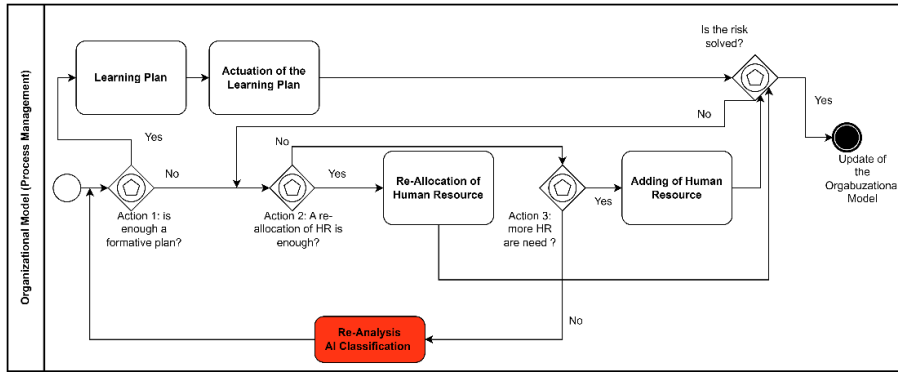 Organizational Model (Process Management)
Is the risk
solved?
Learning Plan
Actuation of the
Learning Plan
Yes
No
Yes
No
No
Yes
Re-Allocation of
Human Resource
Yes
Adding of Human
Resource
Update of
the
Orgabuzational
Model
Action 1: is
enough a
formative plan?
Action 2: A re-
allocation of HR is
enough?
Action 3:
more HR
are need ?
No
Re-Analysis
AI Classification